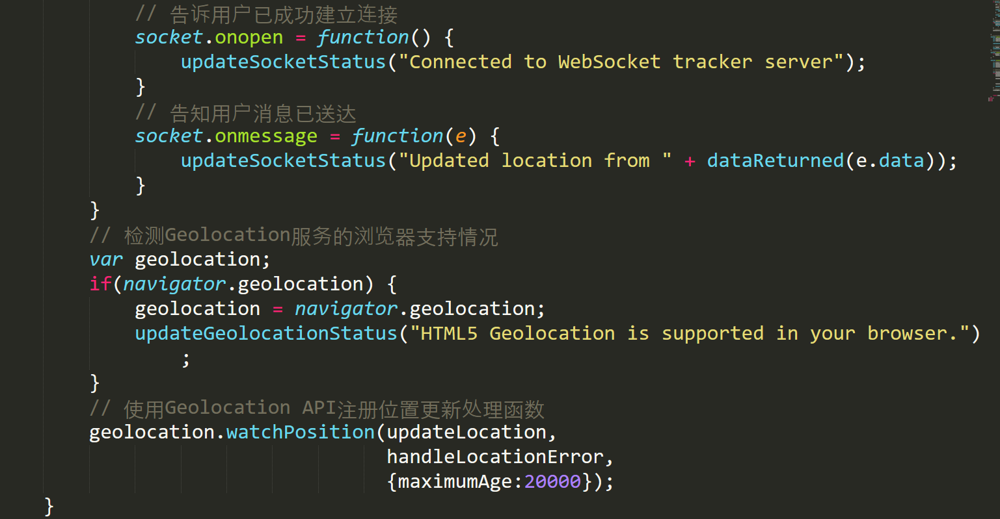 // 告诉用户已成功建立连接
socket.onopen = function() {
updateSocketStatus("Connected to WebSocket tracker server");
}
// 告知用户消息已送达
socket.onmessage = function(e) {
updateSocketStatus("Updated location from " + dataReturned(e.data));
}
}
// 检测Geolocation服务的浏览器支持情况
var geolocation;
if(navigator.geolocation) {
geolocation = navigator.geolocation;
updateGeolocationStatus("HTML5 Geolocation is supported in your browser.")
;
}
// 使用Geolocation API注册位置更新处理函数
geolocation.watchPosition(updateLocation,
handleLocationError,
{maximumAge:20000});
}